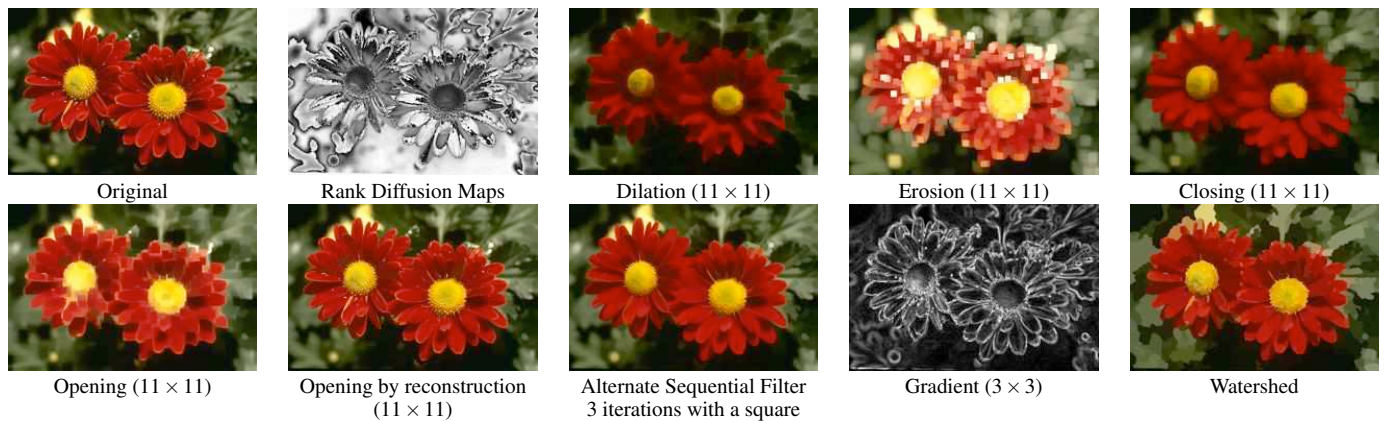 Original
Rank Diffusion Maps
Dilation (11 × 11)
Erosion (11 × 11)
Closing (11 × 11)
Opening (11 × 11)
Opening by reconstruction
(11 × 11)
Alternate Sequential Filter
3 iterations with a square
Gradient (3 × 3)
Watershed